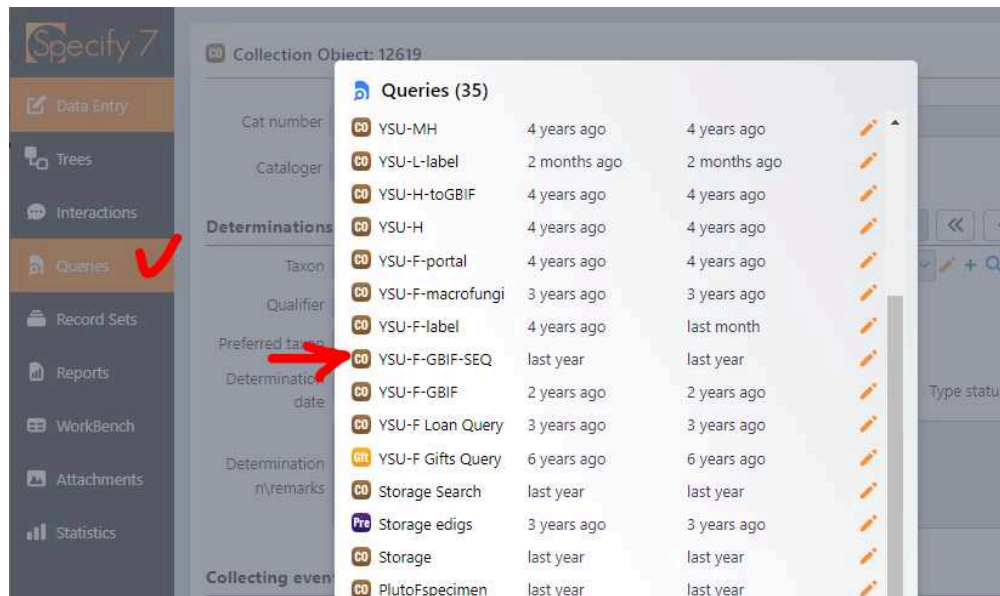 Specify 7
Data Entry
Trees
Interactions
Queries
Record Sets
Reports
WorkBench
Attachments
Statistics
Collection Object: 12619
Cat number
Cataloger
Determinations
Taxon
Qualifier
Preferred taxon
Determination
date
Type statu
Determination
n\remarks
Collecting even
Queries (35)
CO YSU-MH 4 years ago 4 years ago
CO YSU-L-label 2 months ago 2 months ago
CO YSU-H-toGBIF 4 years ago 4 years ago
CO YSU-H 4 years ago 4 years ago
CO YSU-F-portal 4 years ago 4 years ago
CO YSU-F-macrofungi 3 years ago 3 years ago
CO YSU-F-label 4 years ago last month
CO YSU-F-GBIF-SEQ last year last year
CO YSU-F-GBIF 2 years ago 2 years ago
CO YSU-F Loan Query 3 years ago 3 years ago
Gft YSU-F Gifts Query 6 years ago 6 years ago
CO Storage Search last year last year
Pre Storage edigs 3 years ago 3 years ago
CO Storage last year last year
CO PlutoFspecimen last year last year